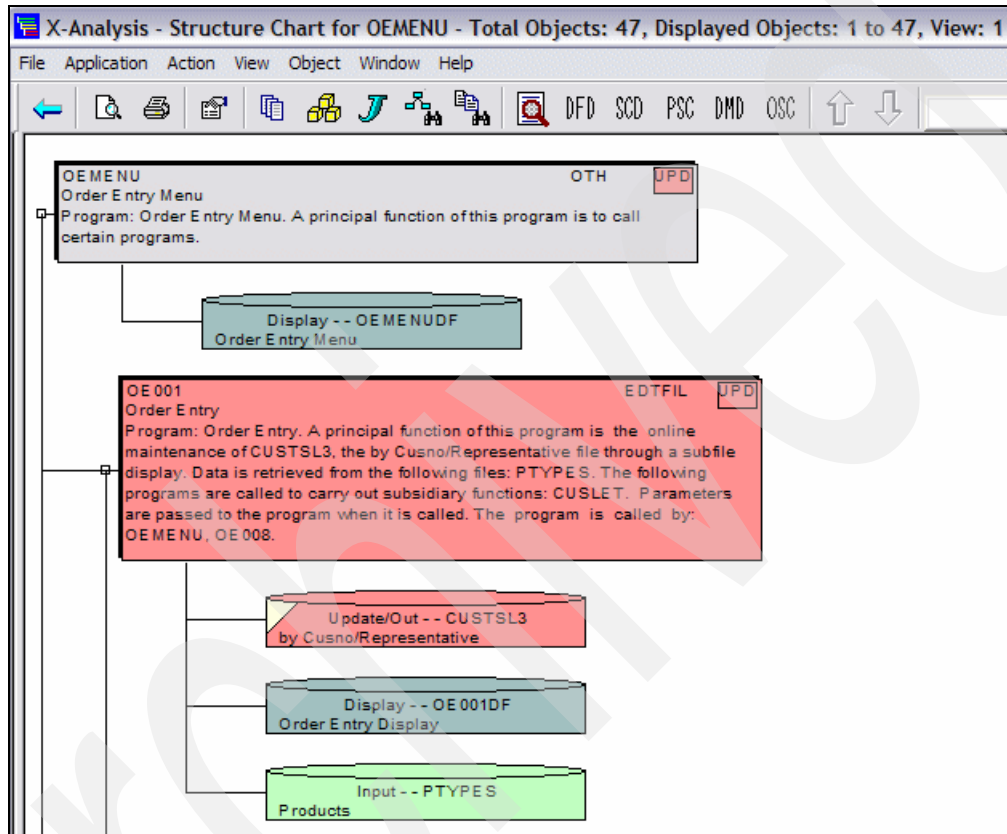 X-Analysis - Structure Chart for OEMENU - Total Objects: 47, Displayed Objects: 1 to 47, View: 1
File Application Action View Object Window Help
DFD SCD PSC DMD OSC
OEMENU OTH UPD
Order Entry Menu
Program: Order Entry Menu. A principal function of this program is to call
certain programs.
Display - - OEMENUDF
Order Entry Menu
OE001 EDTFIL UPD
Order Entry
Program: Order Entry. A principal function of this program is the online
maintenance of CUSTSL3, the by Cusno/Representative file through a subfile
display. Data is retrieved from the following files: PTYPES. The following
programs are called to carry out subsidiary functions: CUSLET. Parameters
are passed to the program when it is called. The program is called by:
OEMENU, OE008.
Update/Out - - CUSTSL3
by Cusno/Representative
Display - - OE001DF
Order Entry Display
Input - - PTYPES
Products